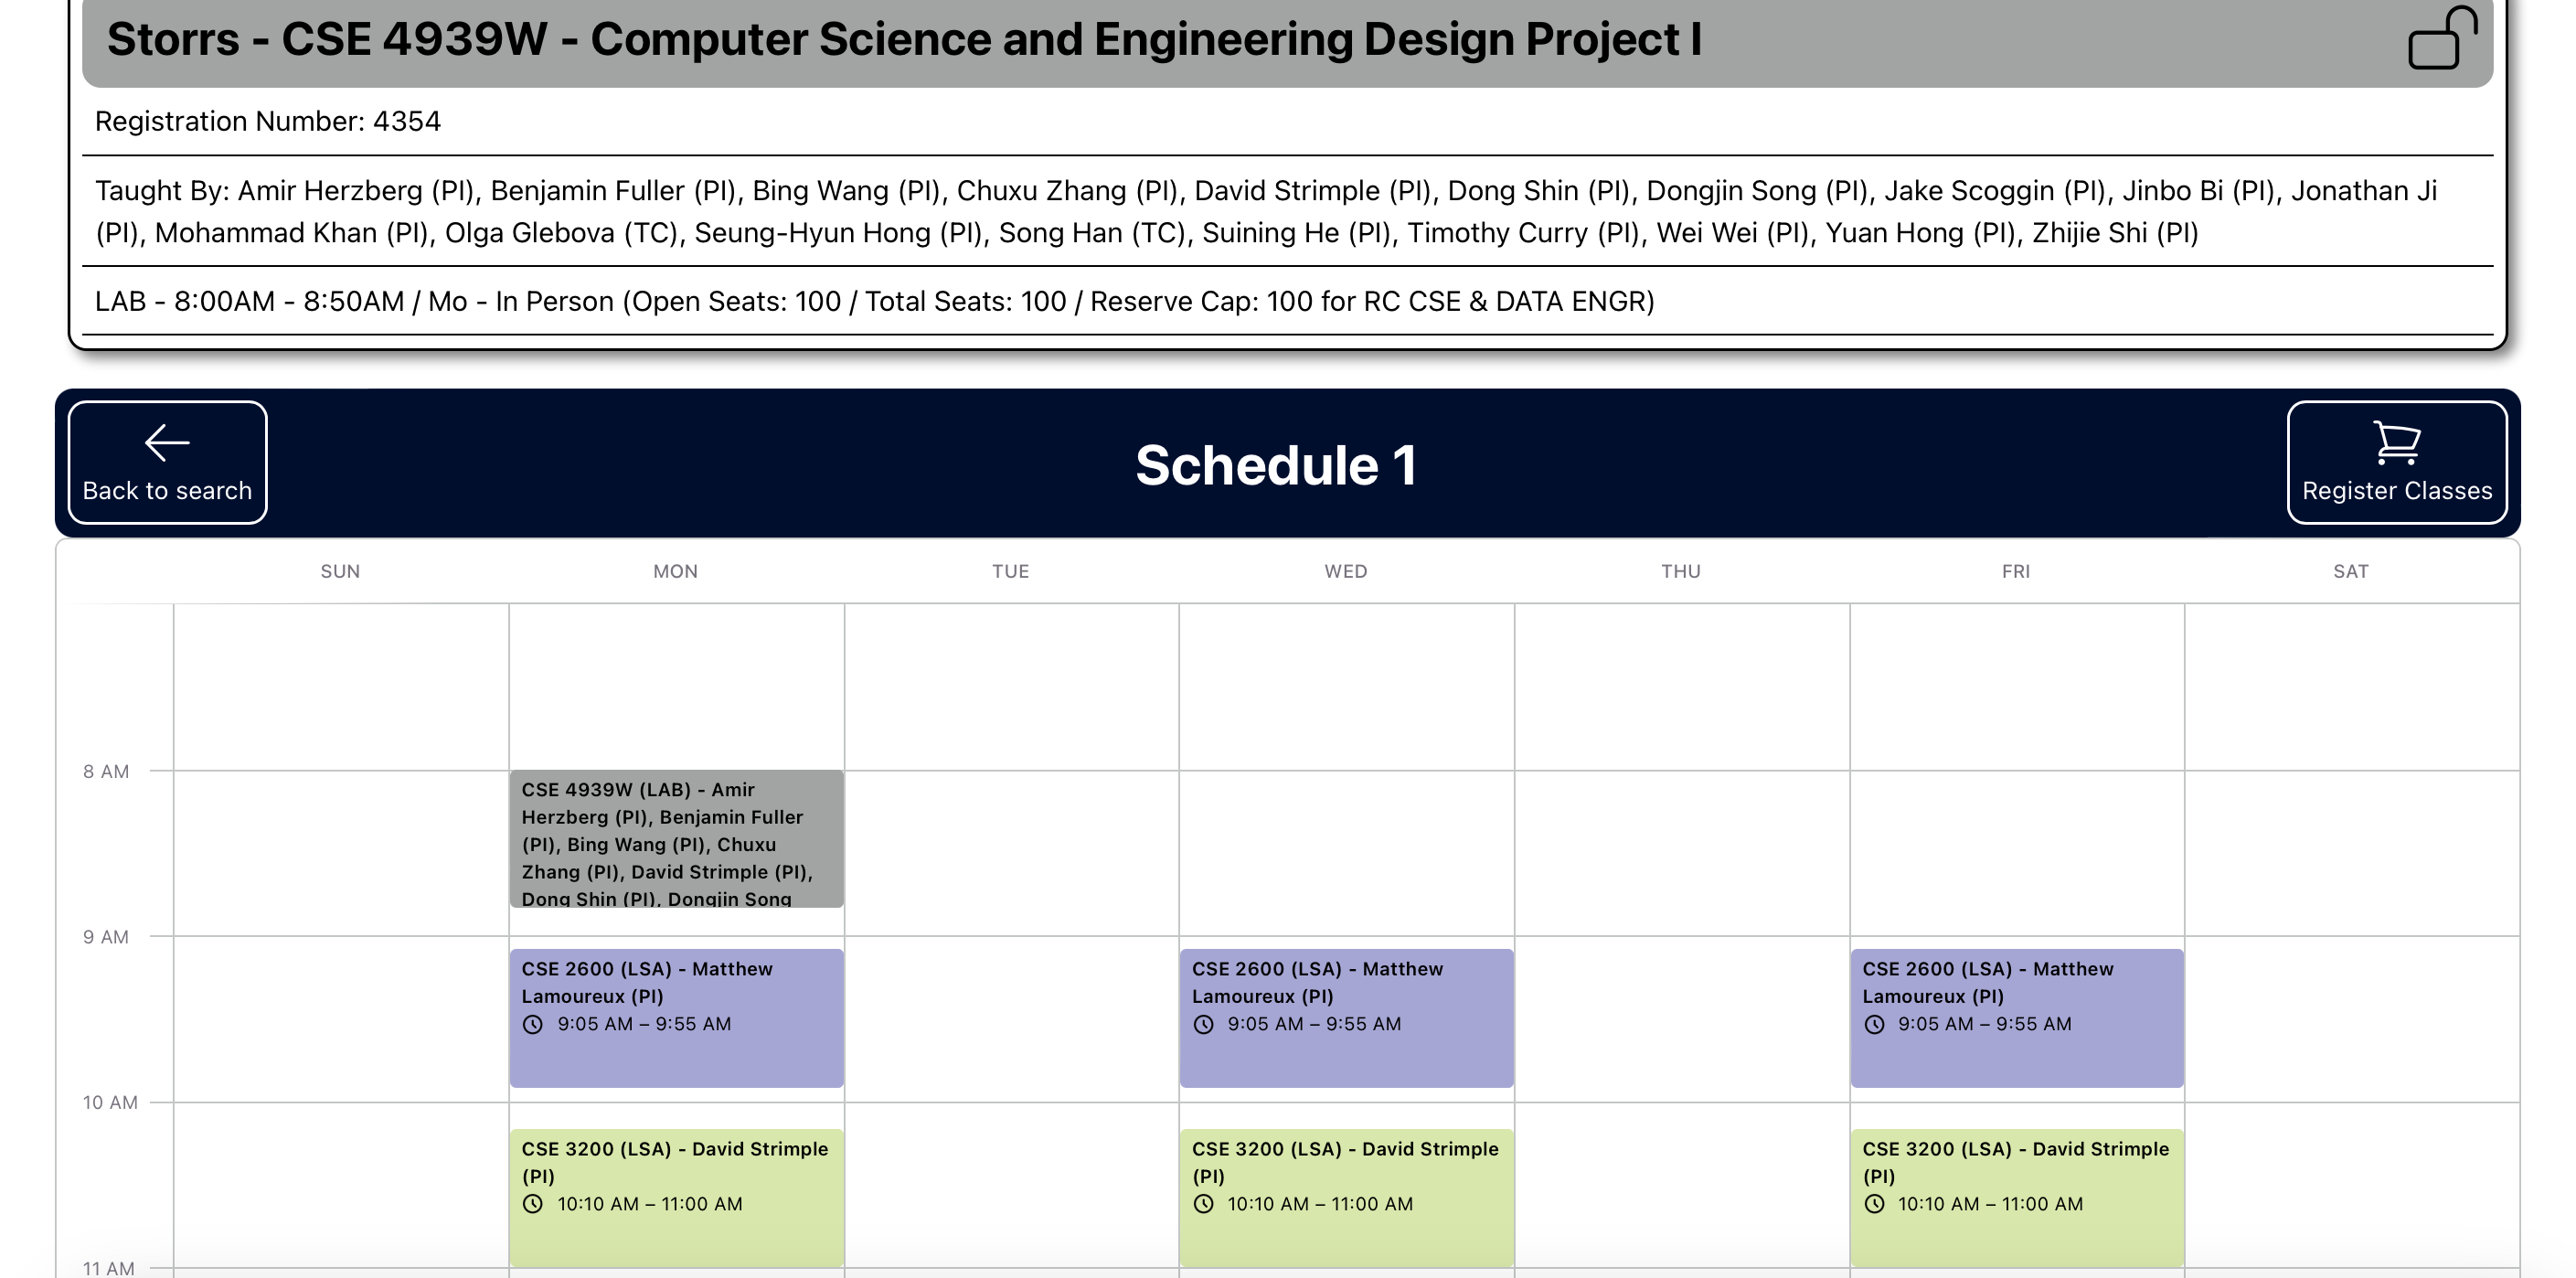 Storrs - CSE 4939W - Computer Science and Engineering Design Project I
Registration Number: 4354
Taught By: Amir Herzberg (PI), Benjamin Fuller (PI), Bing Wang (PI), Chuxu Zhang (PI), David Strimple (PI), Dong Shin (PI), Dongjin Song (PI), Jake Scoggin (PI), Jinbo Bi (PI), Jonathan Ji
(PI), Mohammad Khan (PI), Olga Glebova (TC), Seung-Hyun Hong (PI), Song Han (TC), Suining He (PI), Timothy Curry (PI), Wei Wei (PI), Yuan Hong (PI), Zhijie Shi (PI)
LAB - 8:00AM - 8:50AM / Mo - In Person (Open Seats: 100 / Total Seats: 100 / Reserve Cap: 100 for RC CSE & DATA ENGR)
Back to search
Schedule 1
Register Classes
SUN MON TUE WED THU FRI SAT
8 AM
CSE 4939W (LAB) - Amir
Herzberg (PI), Benjamin Fuller
(PI), Bing Wang (PI), Chuxu
Zhang (PI), David Strimple (PI),
Dong Shin (PI), Dongjin Song
9 AM
CSE 2600 (LSA) - Matthew
Lamoureux (PI)
9:05 AM – 9:55 AM
CSE 2600 (LSA) - Matthew
Lamoureux (PI)
9:05 AM – 9:55 AM
CSE 2600 (LSA) - Matthew
Lamoureux (PI)
9:05 AM – 9:55 AM
10 AM
CSE 3200 (LSA) - David Strimple
(PI)
10:10 AM – 11:00 AM
CSE 3200 (LSA) - David Strimple
(PI)
10:10 AM – 11:00 AM
CSE 3200 (LSA) - David Strimple
(PI)
10:10 AM – 11:00 AM
11 AM